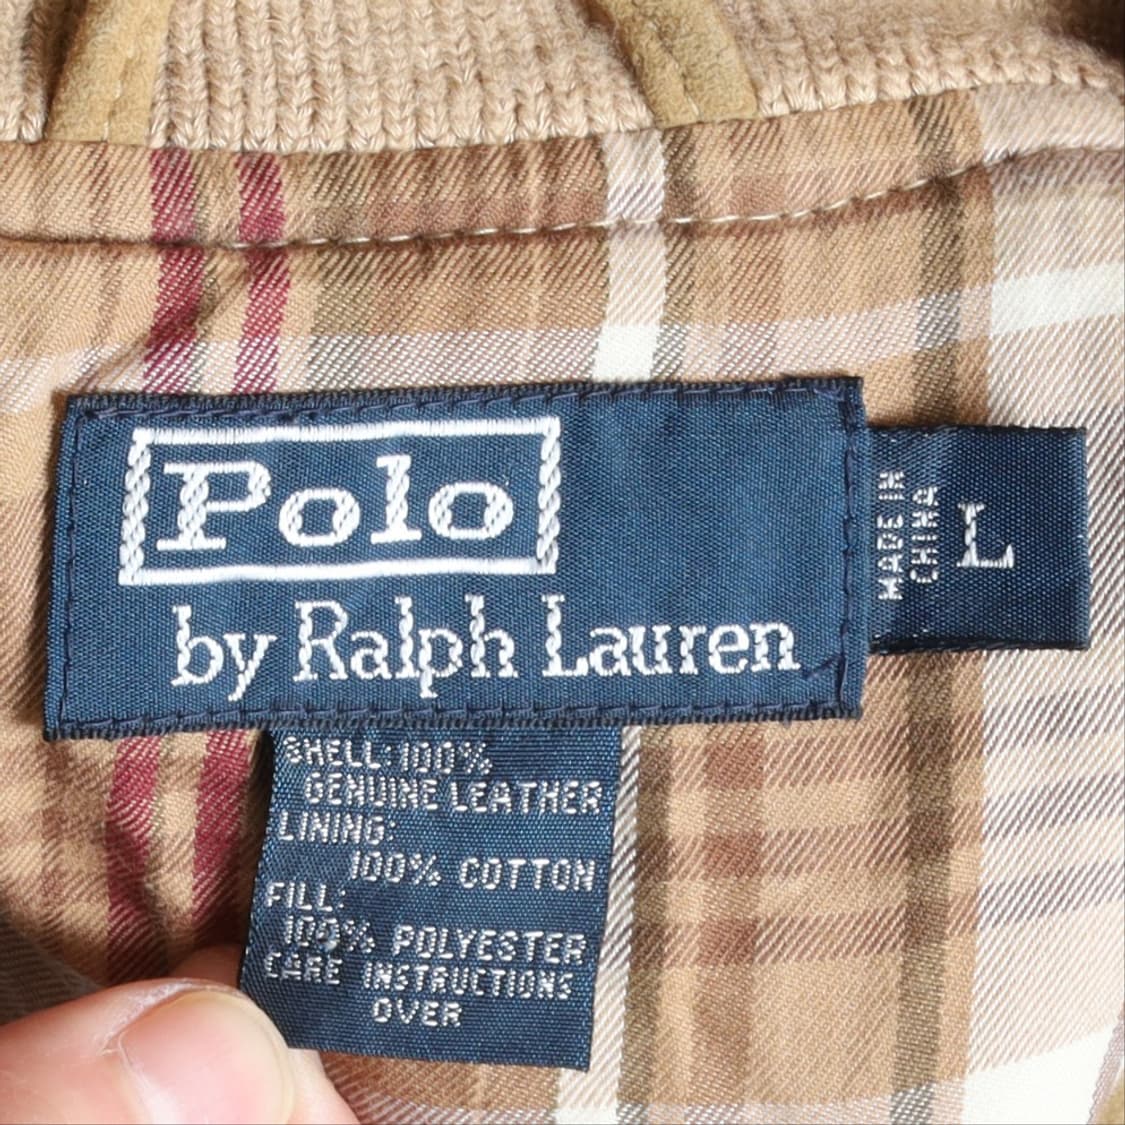 Polo
by Ralph Lauren
MADE IN
CHINA
L
SHELL: 100%
GENUINE LEATHER
LINING:
100% COTTON
FILL:
100% POLYESTER
CARE INSTRUCTIONS
OVER